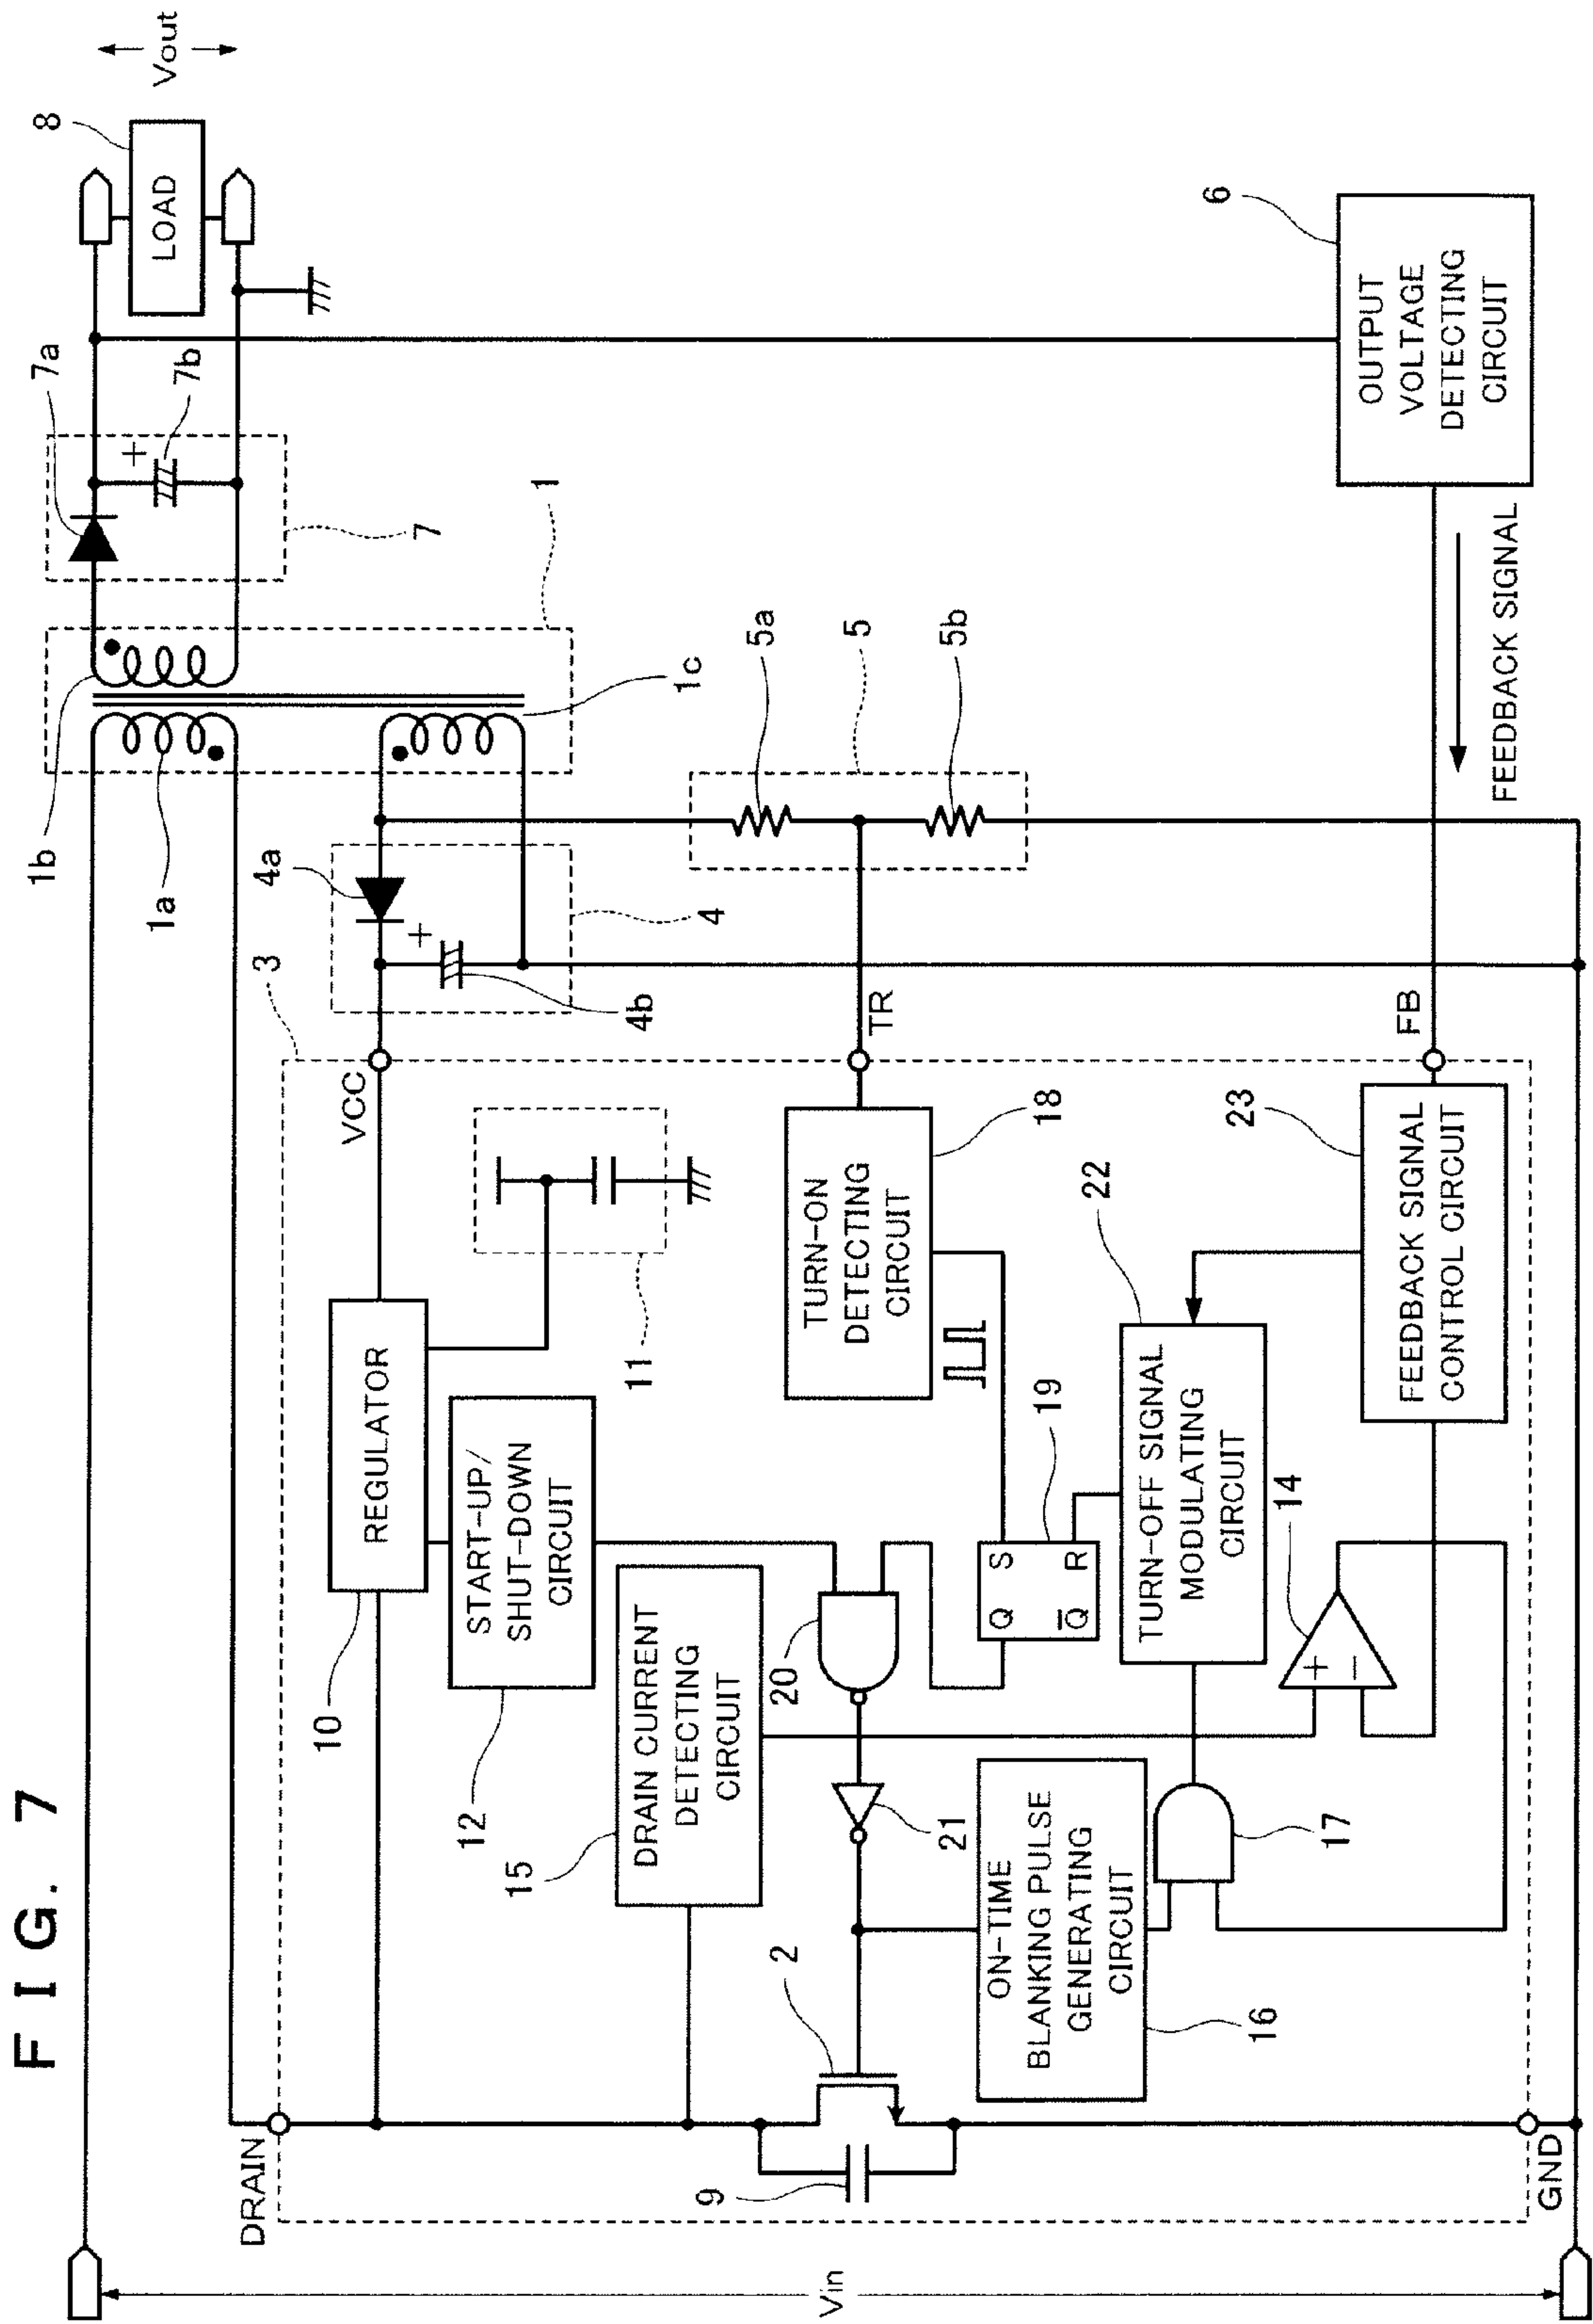 FIG. 7
Vin
DRAIN
GND
VCC
TR
FB
Vout
8
LOAD
7a
7b
7
1
1b
1a
1c
4a
4
4b
3
5a
5
5b
6
OUTPUT
VOLTAGE
DETECTING
CIRCUIT
FEEDBACK SIGNAL
10
REGULATOR
11
12
START-UP/
SHUT-DOWN
CIRCUIT
15
DRAIN CURRENT
DETECTING
CIRCUIT
18
TURN-ON
DETECTING
CIRCUIT
20
19
Q S
Q̅ R
21
22
TURN-OFF SIGNAL
MODULATING
CIRCUIT
23
FEEDBACK SIGNAL
CONTROL CIRCUIT
14
+
−
2
9
16
ON-TIME
BLANKING PULSE
GENERATING
CIRCUIT
17
+
+